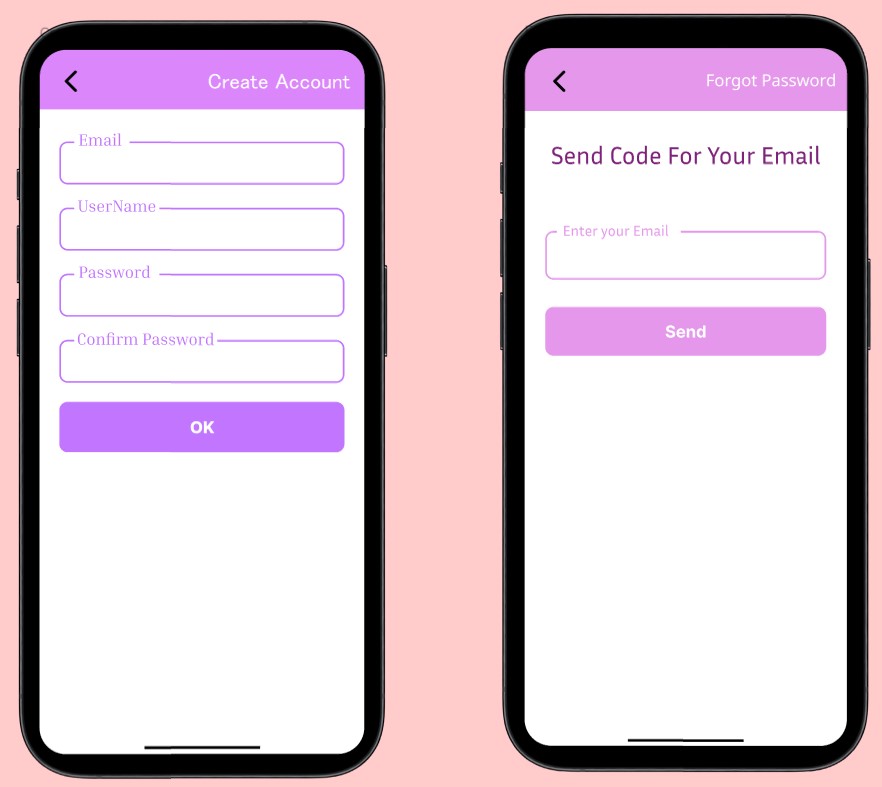 Create Account
Email
UserName
Password
Confirm Password
OK
Forgot Password
Send Code For Your Email
Enter your Email
Send